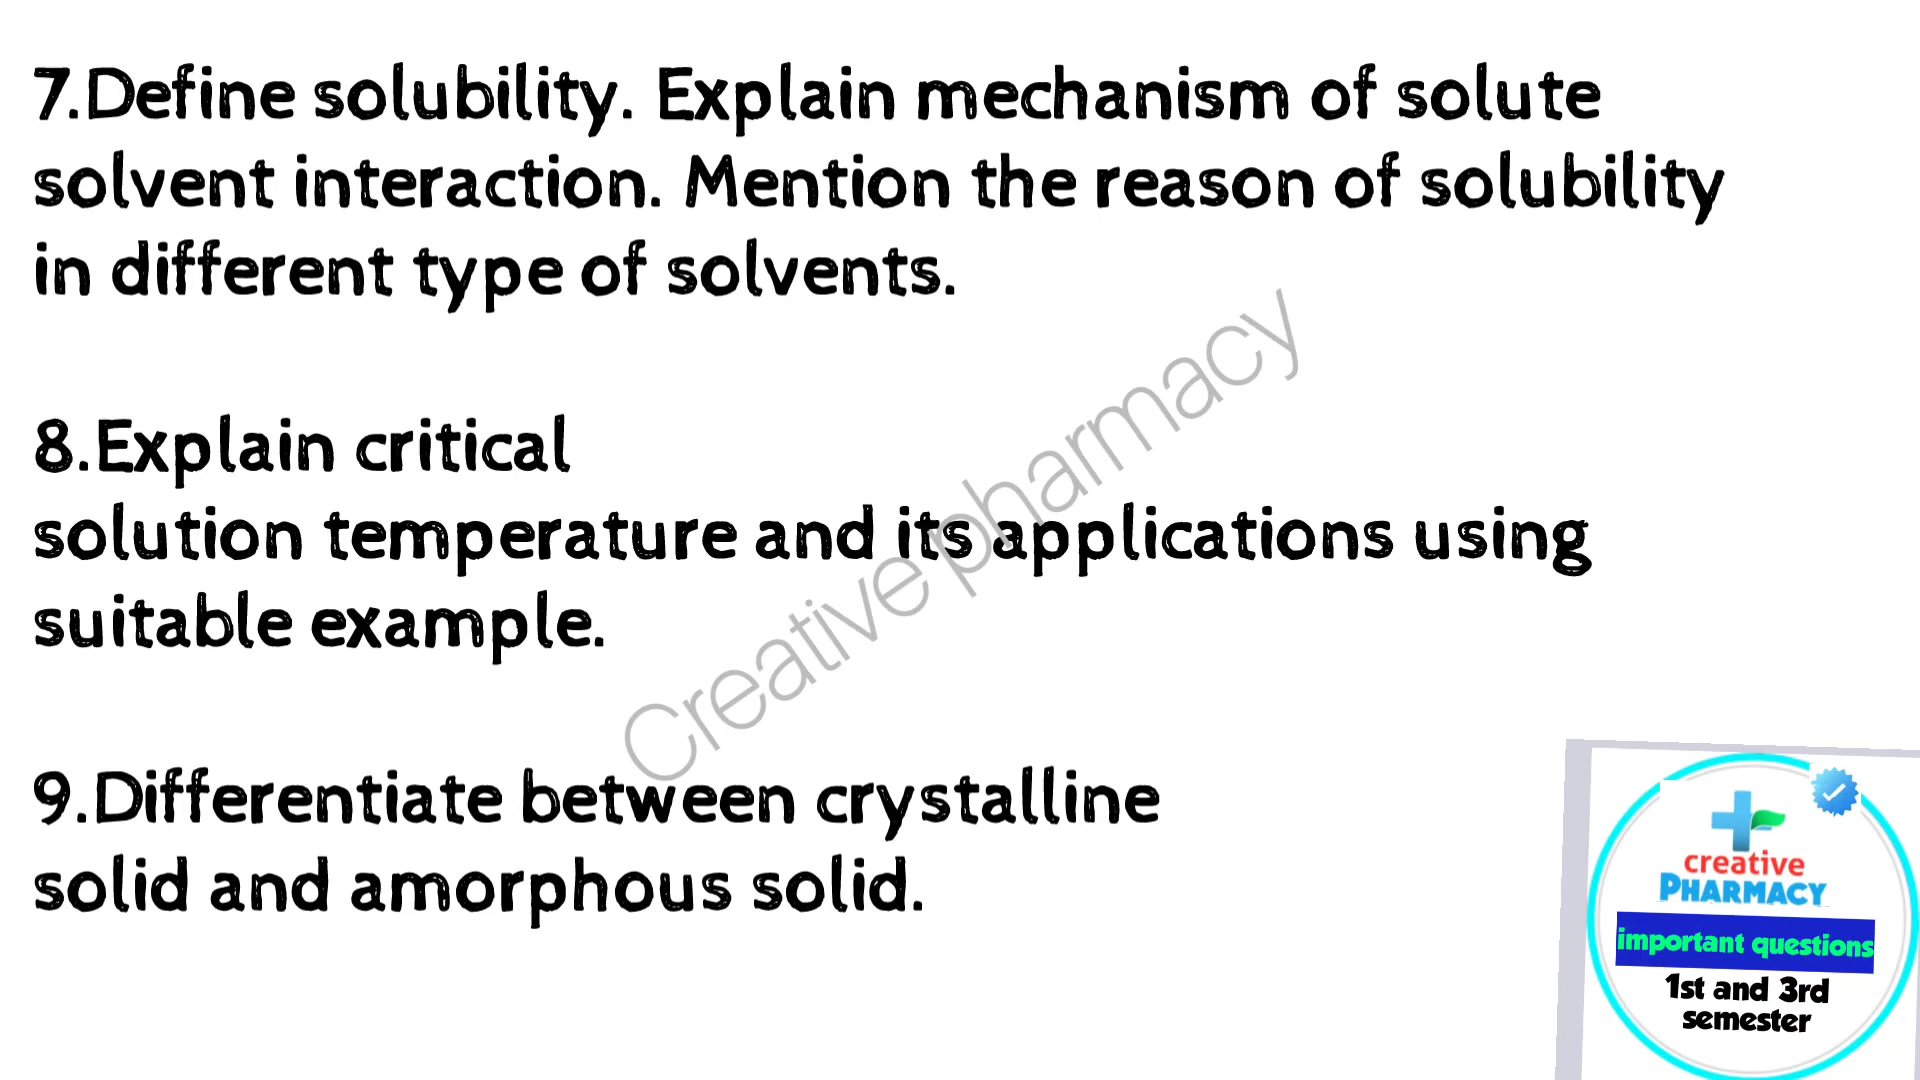 7.Define solubility. Explain mechanism of solute
solvent interaction. Mention the reason of solubility
in different type of solvents.
8.Explain critical
solution temperature and its applications using
suitable example.
9.Differentiate between crystalline
solid and amorphous solid.
Creative pharmacy
creative
PHARMACY
important questions
1st and 3rd
semester